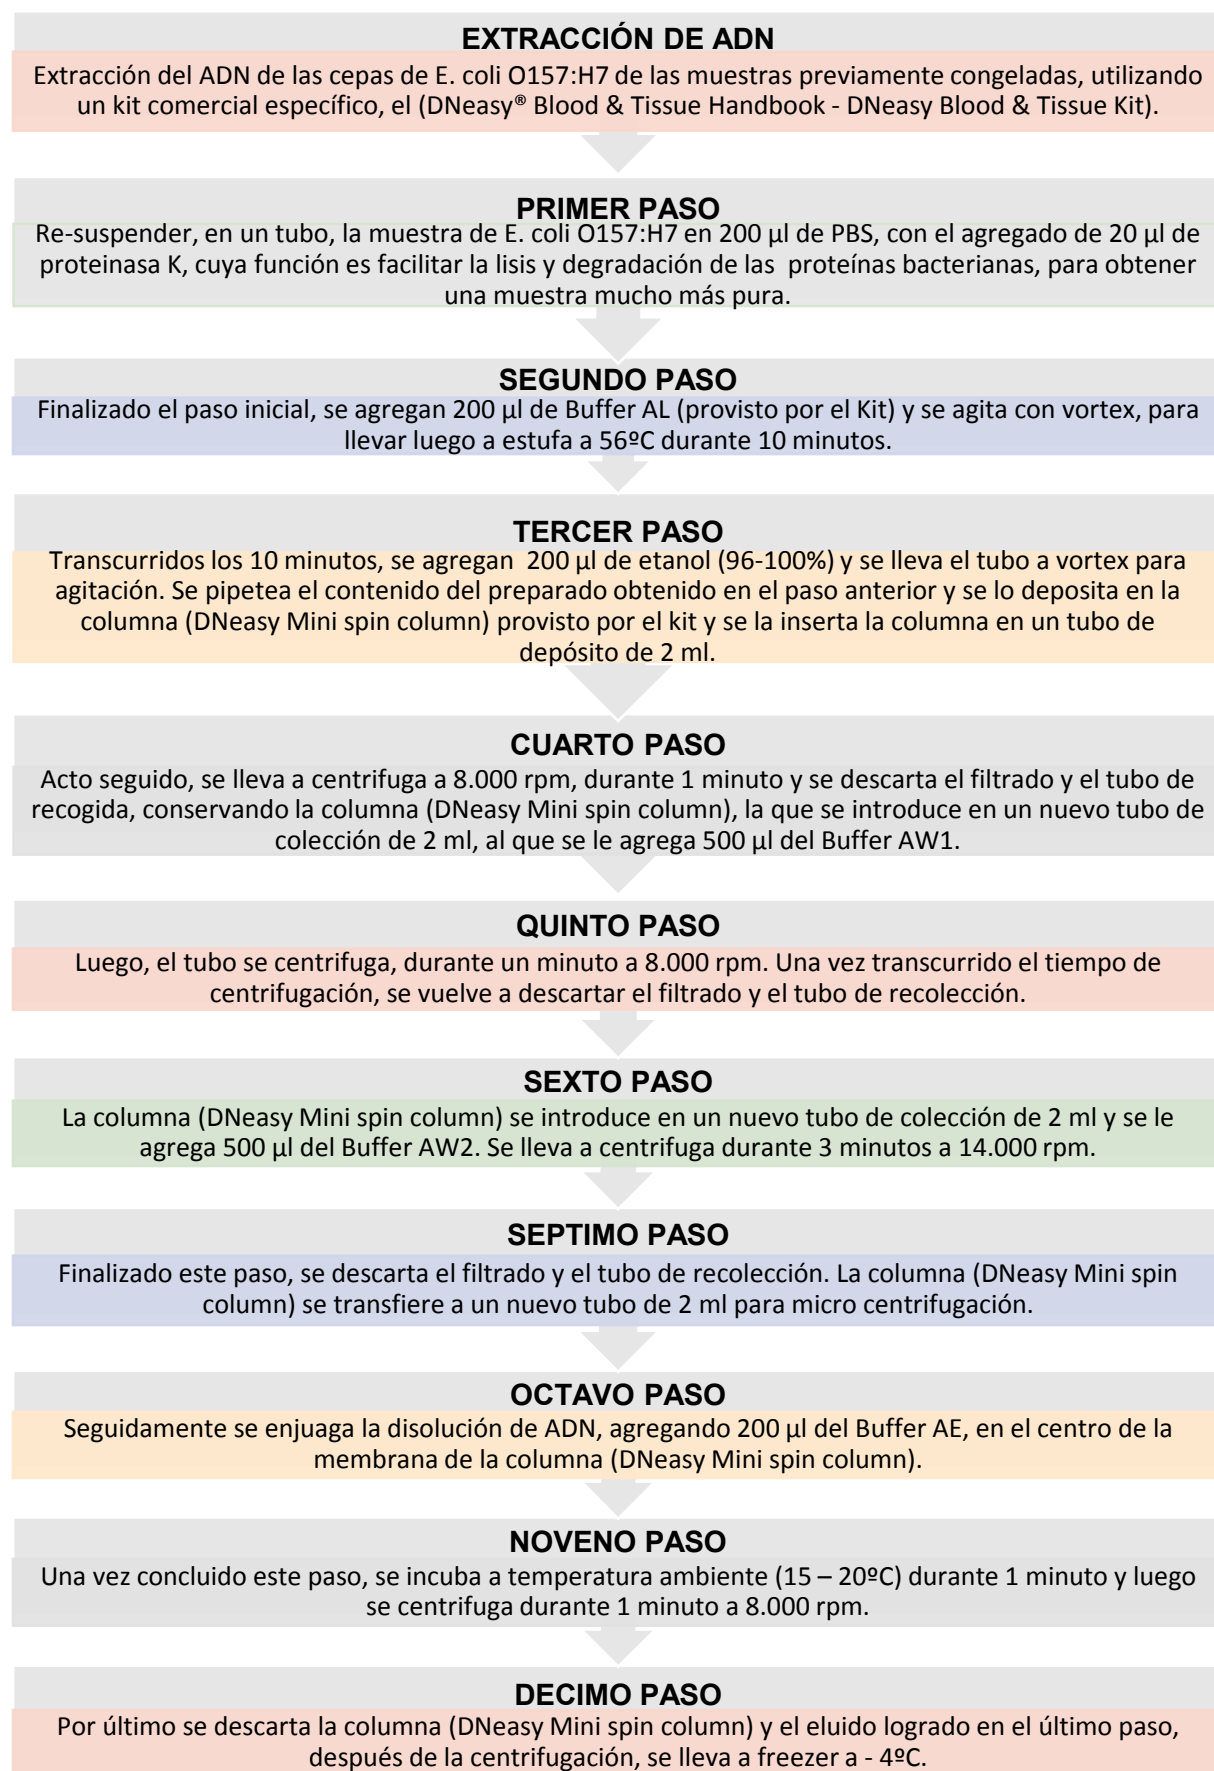 EXTRACCIÓN DE ADN
Extracción del ADN de las cepas de E. coli O157:H7 de las muestras previamente congeladas, utilizando
un kit comercial específico, el (DNeasy® Blood & Tissue Handbook - DNeasy Blood & Tissue Kit).
PRIMER PASO
Re-suspender, en un tubo, la muestra de E. coli O157:H7 en 200 µl de PBS, con el agregado de 20 µl de
proteinasa K, cuya función es facilitar la lisis y degradación de las  proteínas bacterianas, para obtener
una muestra mucho más pura.
SEGUNDO PASO
Finalizado el paso inicial, se agregan 200 µl de Buffer AL (provisto por el Kit) y se agita con vortex, para
llevar luego a estufa a 56ºC durante 10 minutos.
TERCER PASO
Transcurridos los 10 minutos, se agregan  200 µl de etanol (96-100%) y se lleva el tubo a vortex para
agitación. Se pipetea el contenido del preparado obtenido en el paso anterior y se lo deposita en la
columna (DNeasy Mini spin column) provisto por el kit y se la inserta la columna en un tubo de
depósito de 2 ml.
CUARTO PASO
Acto seguido, se lleva a centrifuga a 8.000 rpm, durante 1 minuto y se descarta el filtrado y el tubo de
recogida, conservando la columna (DNeasy Mini spin column), la que se introduce en un nuevo tubo de
colección de 2 ml, al que se le agrega 500 µl del Buffer AW1.
QUINTO PASO
Luego, el tubo se centrifuga, durante un minuto a 8.000 rpm. Una vez transcurrido el tiempo de
centrifugación, se vuelve a descartar el filtrado y el tubo de recolección.
SEXTO PASO
La columna (DNeasy Mini spin column) se introduce en un nuevo tubo de colección de 2 ml y se le
agrega 500 µl del Buffer AW2. Se lleva a centrifuga durante 3 minutos a 14.000 rpm.
SEPTIMO PASO
Finalizado este paso, se descarta el filtrado y el tubo de recolección. La columna (DNeasy Mini spin
column) se transfiere a un nuevo tubo de 2 ml para micro centrifugación.
OCTAVO PASO
Seguidamente se enjuaga la disolución de ADN, agregando 200 µl del Buffer AE, en el centro de la
membrana de la columna (DNeasy Mini spin column).
NOVENO PASO
Una vez concluido este paso, se incuba a temperatura ambiente (15 – 20ºC) durante 1 minuto y luego
se centrifuga durante 1 minuto a 8.000 rpm.
DECIMO PASO
Por último se descarta la columna (DNeasy Mini spin column) y el eluido logrado en el último paso,
después de la centrifugación, se lleva a freezer a - 4ºC.